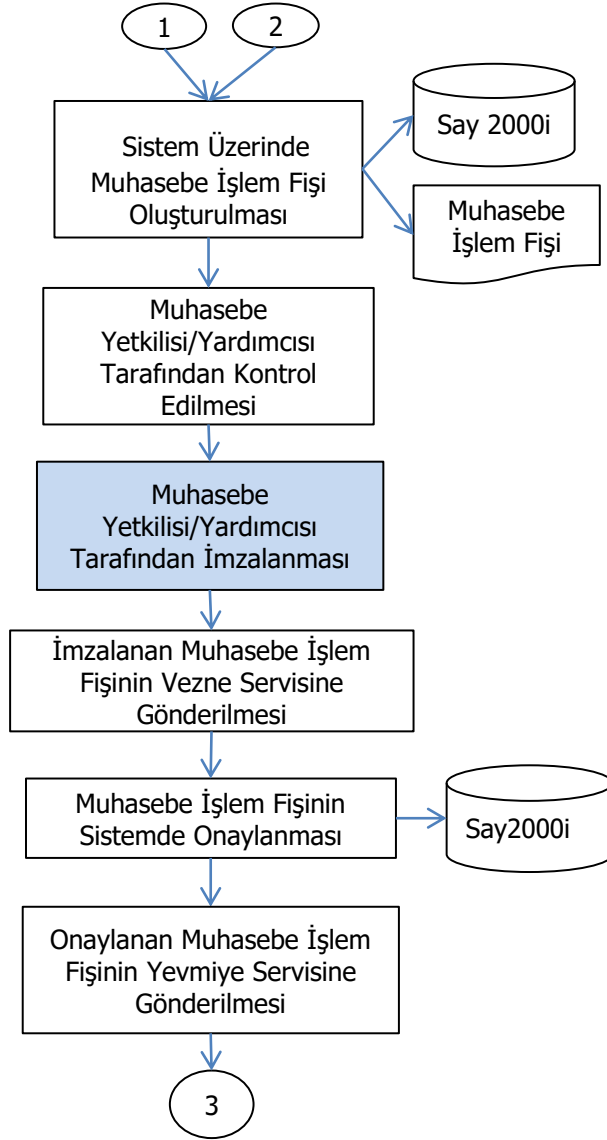 1
2
Sistem Üzerinde
Muhasebe İşlem Fişi
Oluşturulması
Say 2000i
Muhasebe
İşlem Fişi
Muhasebe
Yetkilisi/Yardımcısı
Tarafından Kontrol
Edilmesi
Muhasebe
Yetkilisi/Yardımcısı
Tarafından İmzalanması
İmzalanan Muhasebe İşlem
Fişinin Vezne Servisine
Gönderilmesi
Muhasebe İşlem Fişinin
Sistemde Onaylanması
Say2000i
Onaylanan Muhasebe İşlem
Fişinin Yevmiye Servisine
Gönderilmesi
3